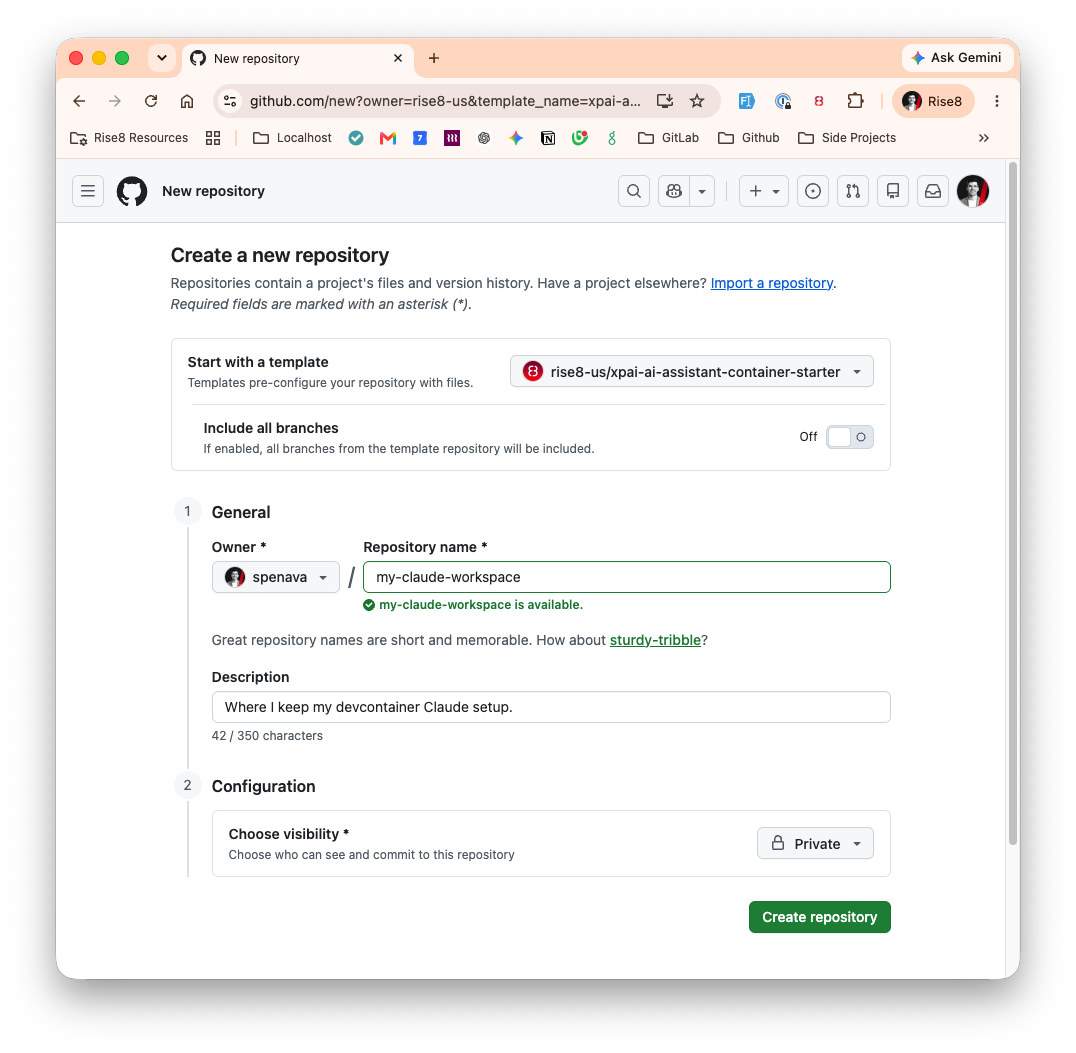 New repository
Ask Gemini
github.com/new?owner=rise8-us&template_name=xpai-a...
Rise8
Rise8 Resources
Localhost
7
GitLab
Github
Side Projects
New repository
Create a new repository
Repositories contain a project's files and version history. Have a project elsewhere? Import a repository.
Required fields are marked with an asterisk (*).
Start with a template
rise8-us/xpai-ai-assistant-container-starter
Templates pre-configure your repository with files.
Include all branches
Off
If enabled, all branches from the template repository will be included.
1
General
Owner *
Repository name *
spenava
/
my-claude-workspace
my-claude-workspace is available.
Great repository names are short and memorable. How about sturdy-tribble?
Description
Where I keep my devcontainer Claude setup.
42 / 350 characters
2
Configuration
Choose visibility *
Private
Choose who can see and commit to this repository
Create repository